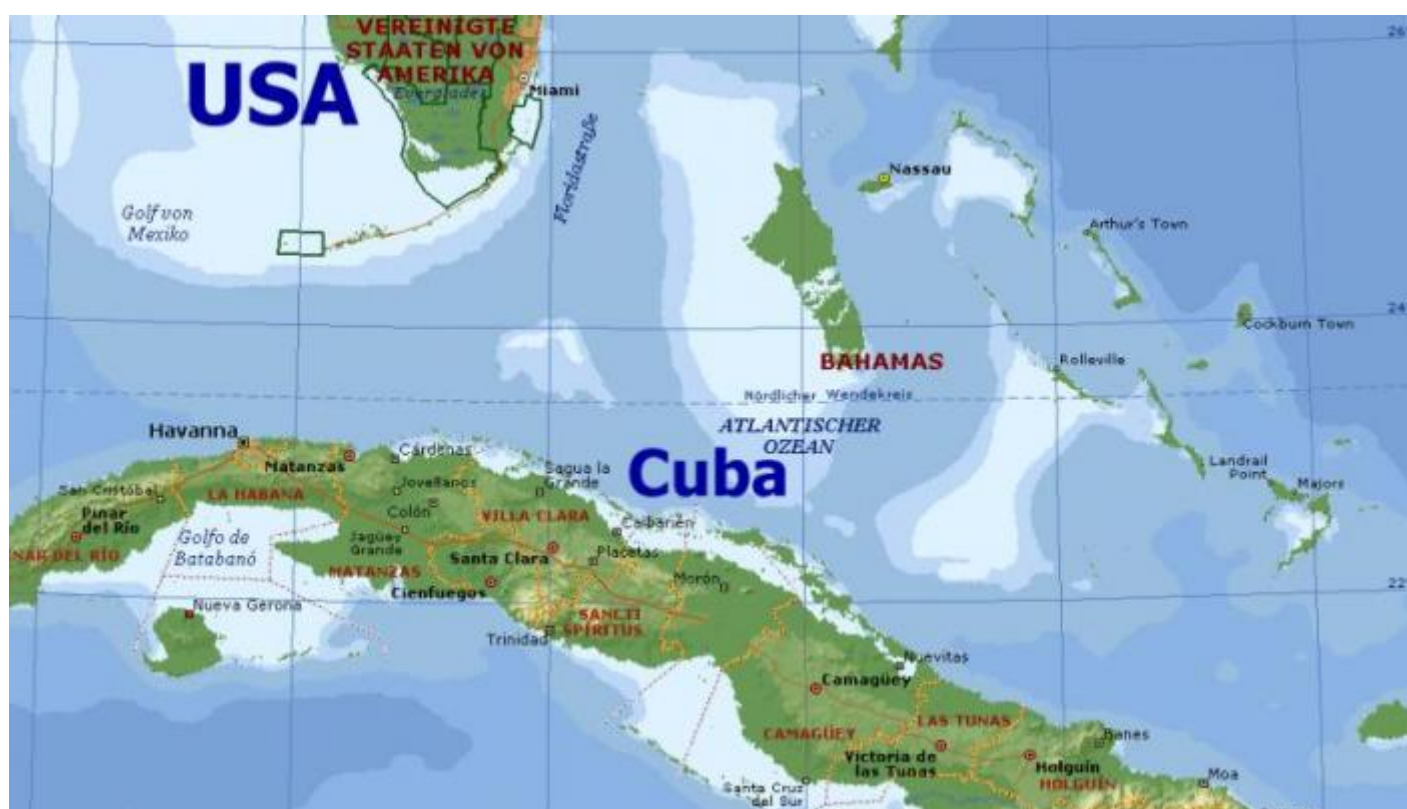 VEREINIGTE
STAATEN VON
AMERIKA
USA
Everglades
Miami
26
Floridastraße
Nassau
Golf von
Mexiko
Arthur's Town
24
Cockburn Town
BAHAMAS
Rolleville
Nördlicher Wendekreis
ATLANTISCHER
OZEAN
Havanna
Matanzas
Cárdenas
Cuba
Sagua la
Grande
Landrail
Point
Majors
San Cristóbal
LA HABANA
Jovellanos
Colón
VILLA CLARA
Pinar
del Río
Golfo de
Batabanó
Jagüey
Grande
Caibarién
NAR DEL RÍO
Santa Clara
Placetas
MATANZAS
Cienfuegos
Morón
22°
Nueva Gerona
SANCTI
SPÍRITUS
Trinidad
Nuevitas
Camagüey
LAS TUNAS
CAMAGÜEY
Banes
Victoria de
las Tunas
Holguín
HOLGUÍN
Moa
Santa Cruz
del Sur